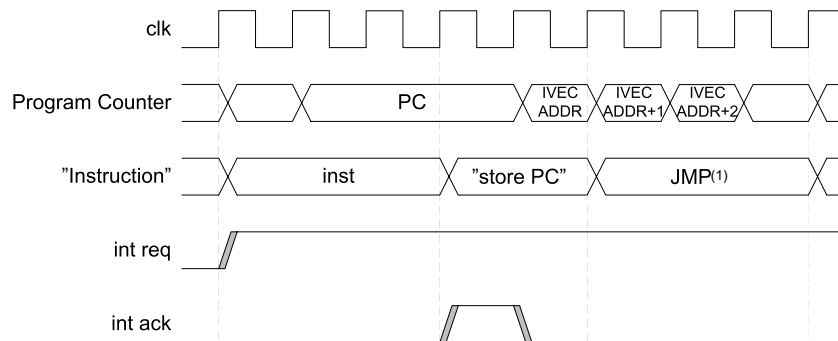 clk
Program Counter
PC
IVEC
ADDR
IVEC
ADDR+1
IVEC
ADDR+2
”Instruction”
inst
”store PC”
JMP(1)
int req
int ack